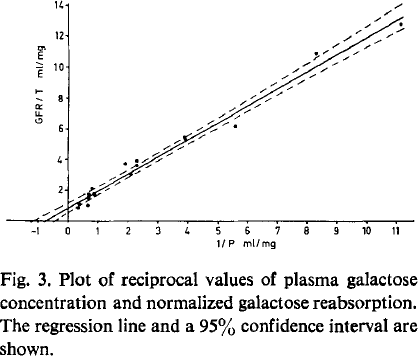 14
12
10
8
6
4
2
GFR/T ml/mg
-1 0 1 2 3 4 5 6 7 8 9 10 11
1/P ml/mg
Fig. 3. Plot of reciprocal values of plasma galactose
concentration and normalized galactose reabsorption.
The regression line and a 95% confidence interval are
shown.